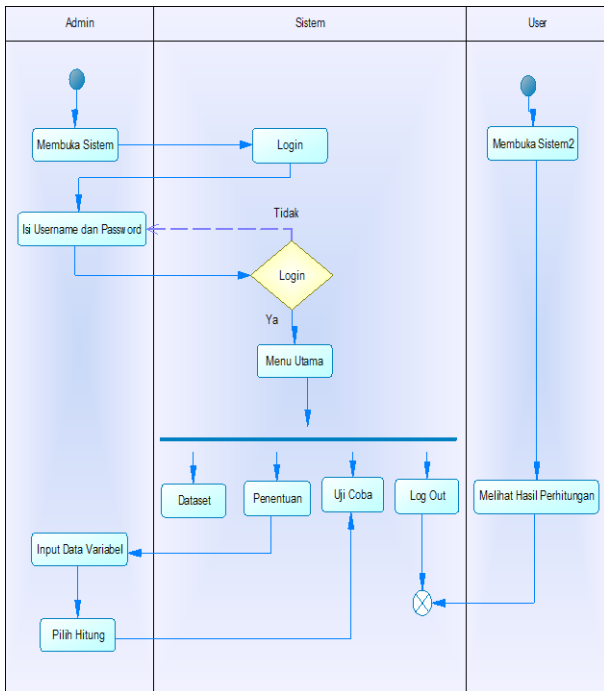 Admin
Sistem
User
Membuka Sistem
Login
Membuka Sistem2
Isi Username dan Password
Tidak
Login
Ya
Menu Utama
Dataset
Penentuan
Uji Coba
Log Out
Melihat Hasil Perhitungan
Input Data Variabel
Pilih Hitung